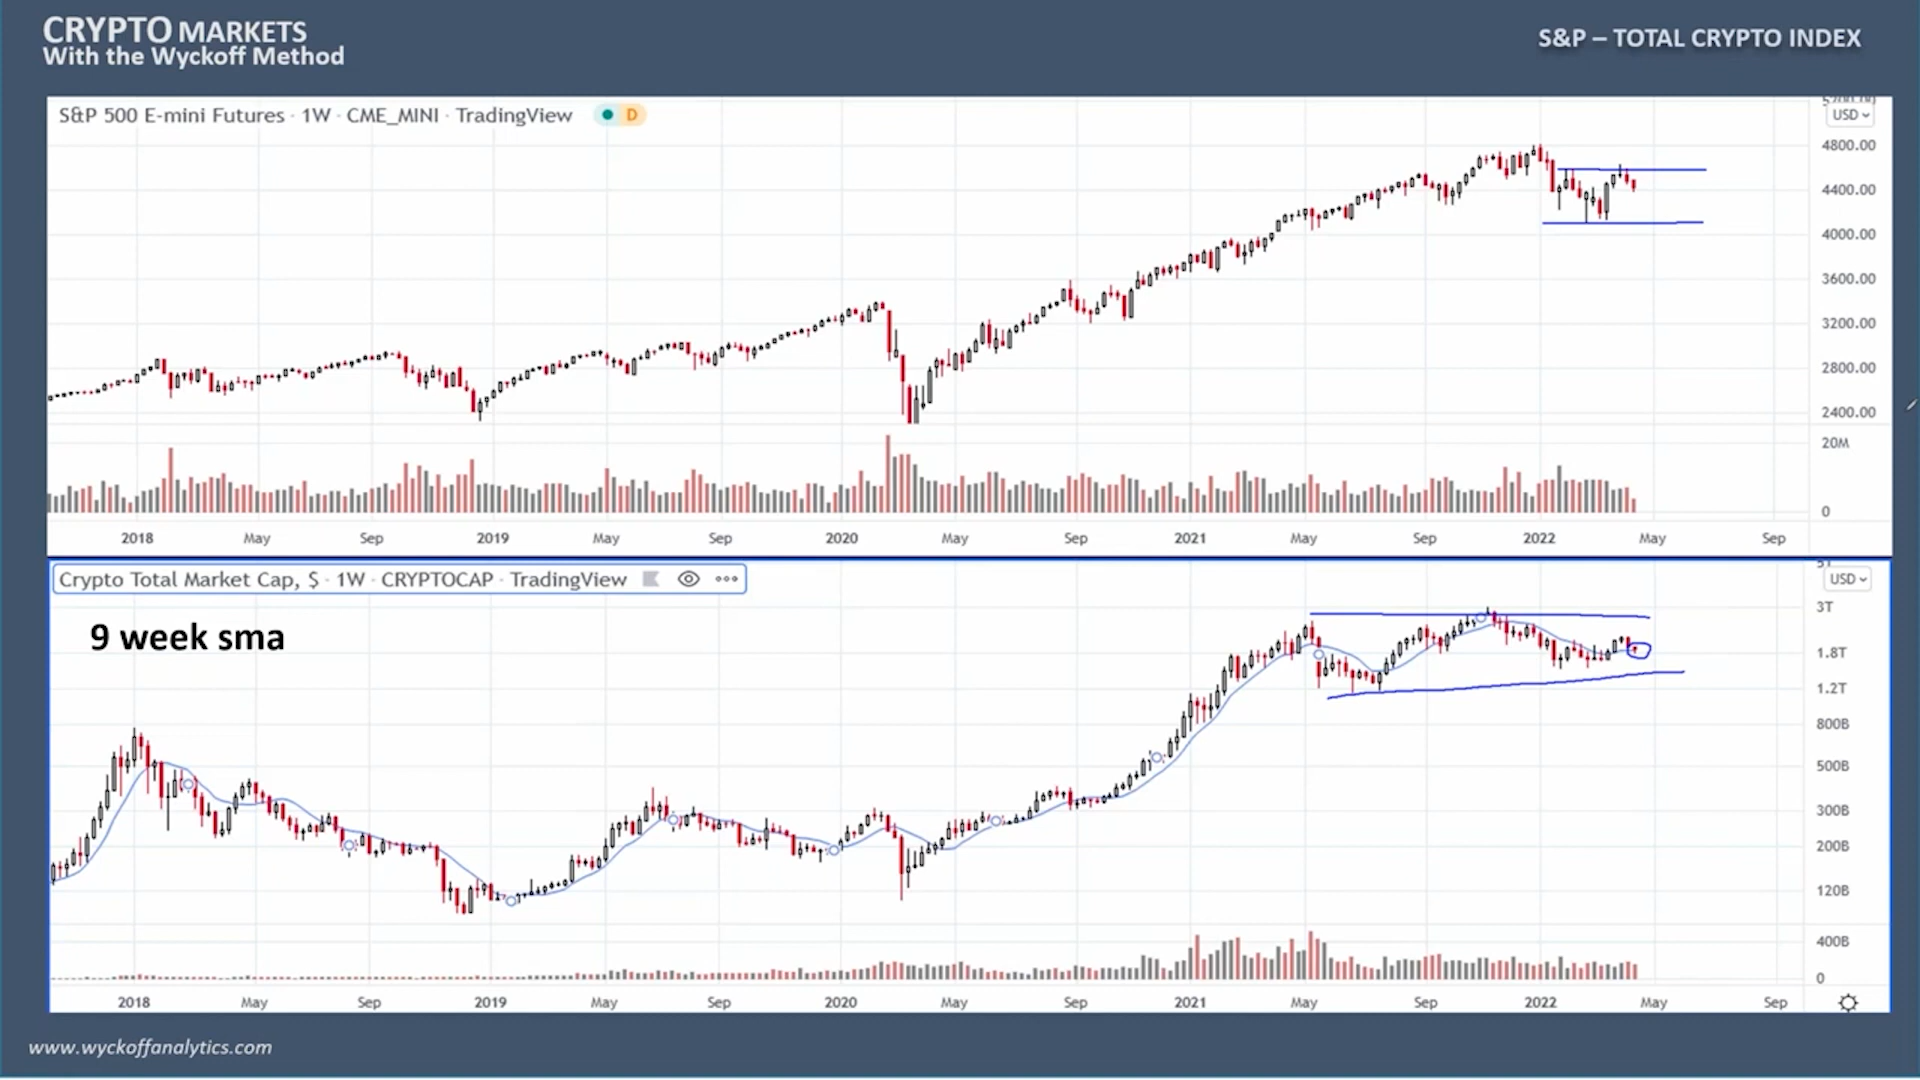 CRYPTO MARKETS
With the Wyckoff Method
S&P – TOTAL CRYPTO INDEX
S&P 500 E-mini Futures · 1W · CME_MINI · TradingView
D
USD
4800.00
4400.00
4000.00
3600.00
3200.00
2800.00
2400.00
20M
0
2018 May Sep 2019 May Sep 2020 May Sep 2021 May Sep 2022 May Sep
Crypto Total Market Cap, $ · 1W · CRYPTOCAP · TradingView
9 week sma
USD
3T
1.8T
1.2T
800B
500B
300B
200B
120B
400B
0
2018 May Sep 2019 May Sep 2020 May Sep 2021 May Sep 2022 May Sep
www.wyckoffanalytics.com